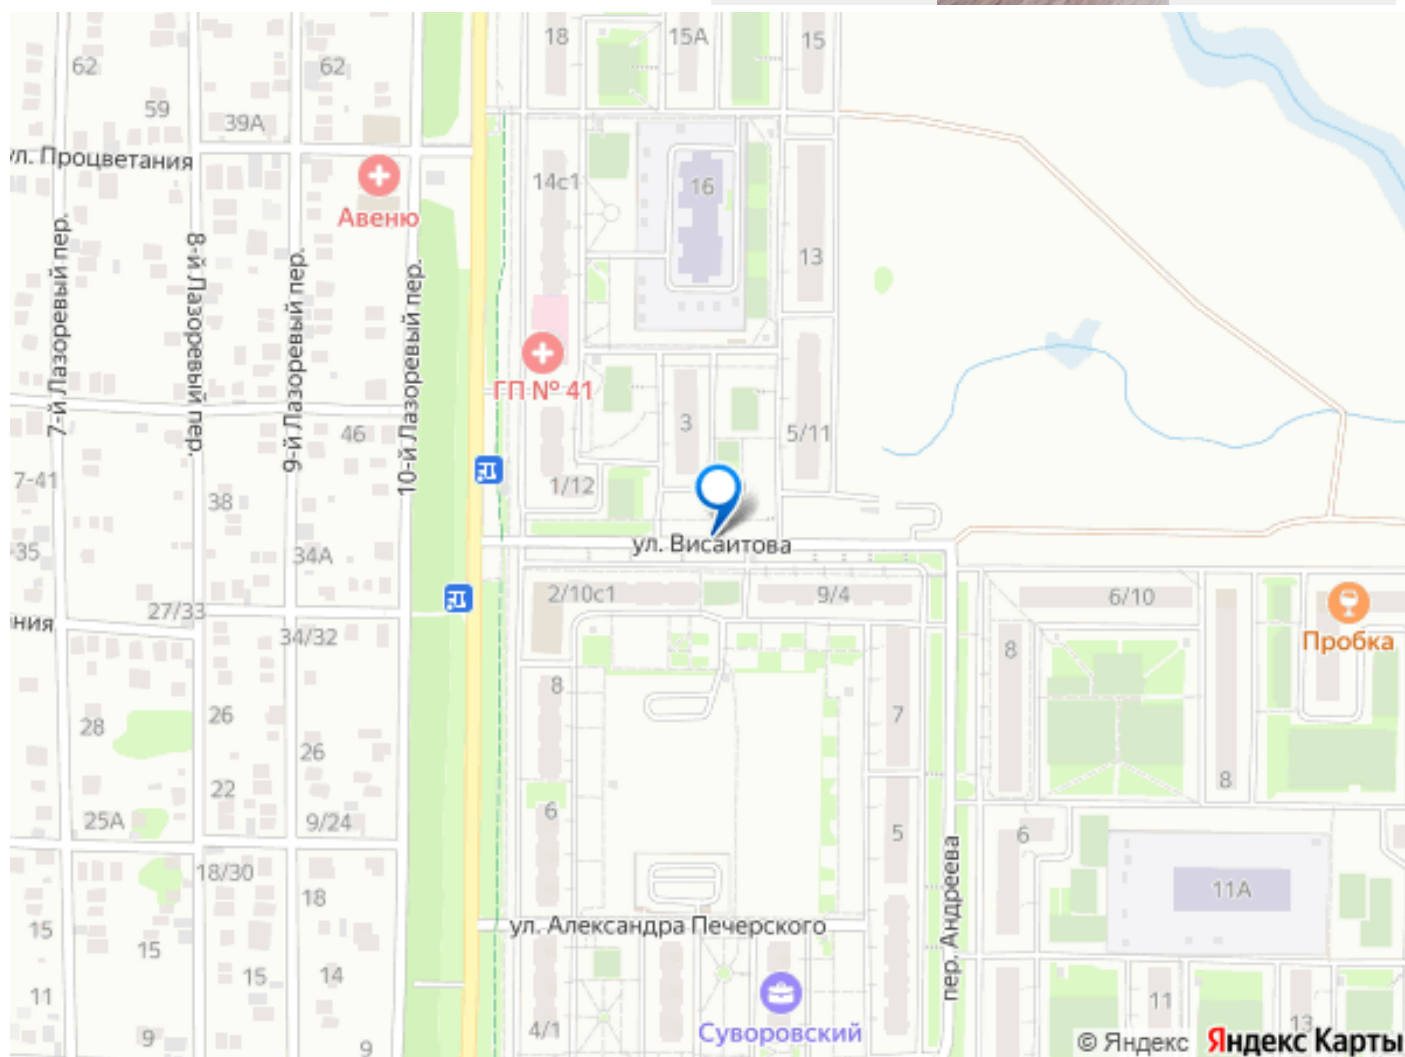 18
15А
15
62
62
59
39А
ул. Процветания
Авеню
14с1
16
13
7-й Лазоревый пер.
8-й Лазоревый пер.
9-й Лазоревый пер.
10-й Лазоревый пер.
ГП № 41
3
5/11
46
7-41
1/12
38
-35
34А
ул. Висаитова
2/10с1
9/4
6/10
27/33
ния
34/32
8
Пробка
8
28
26
26
7
22
8
25А
9/24
6
5
6
пер. Андреева
18/30
18
11А
15
15
15
14
ул. Александра Печерского
11
9
9
4/1
Суворовский
11
13
© Яндекс Яндекс Карты